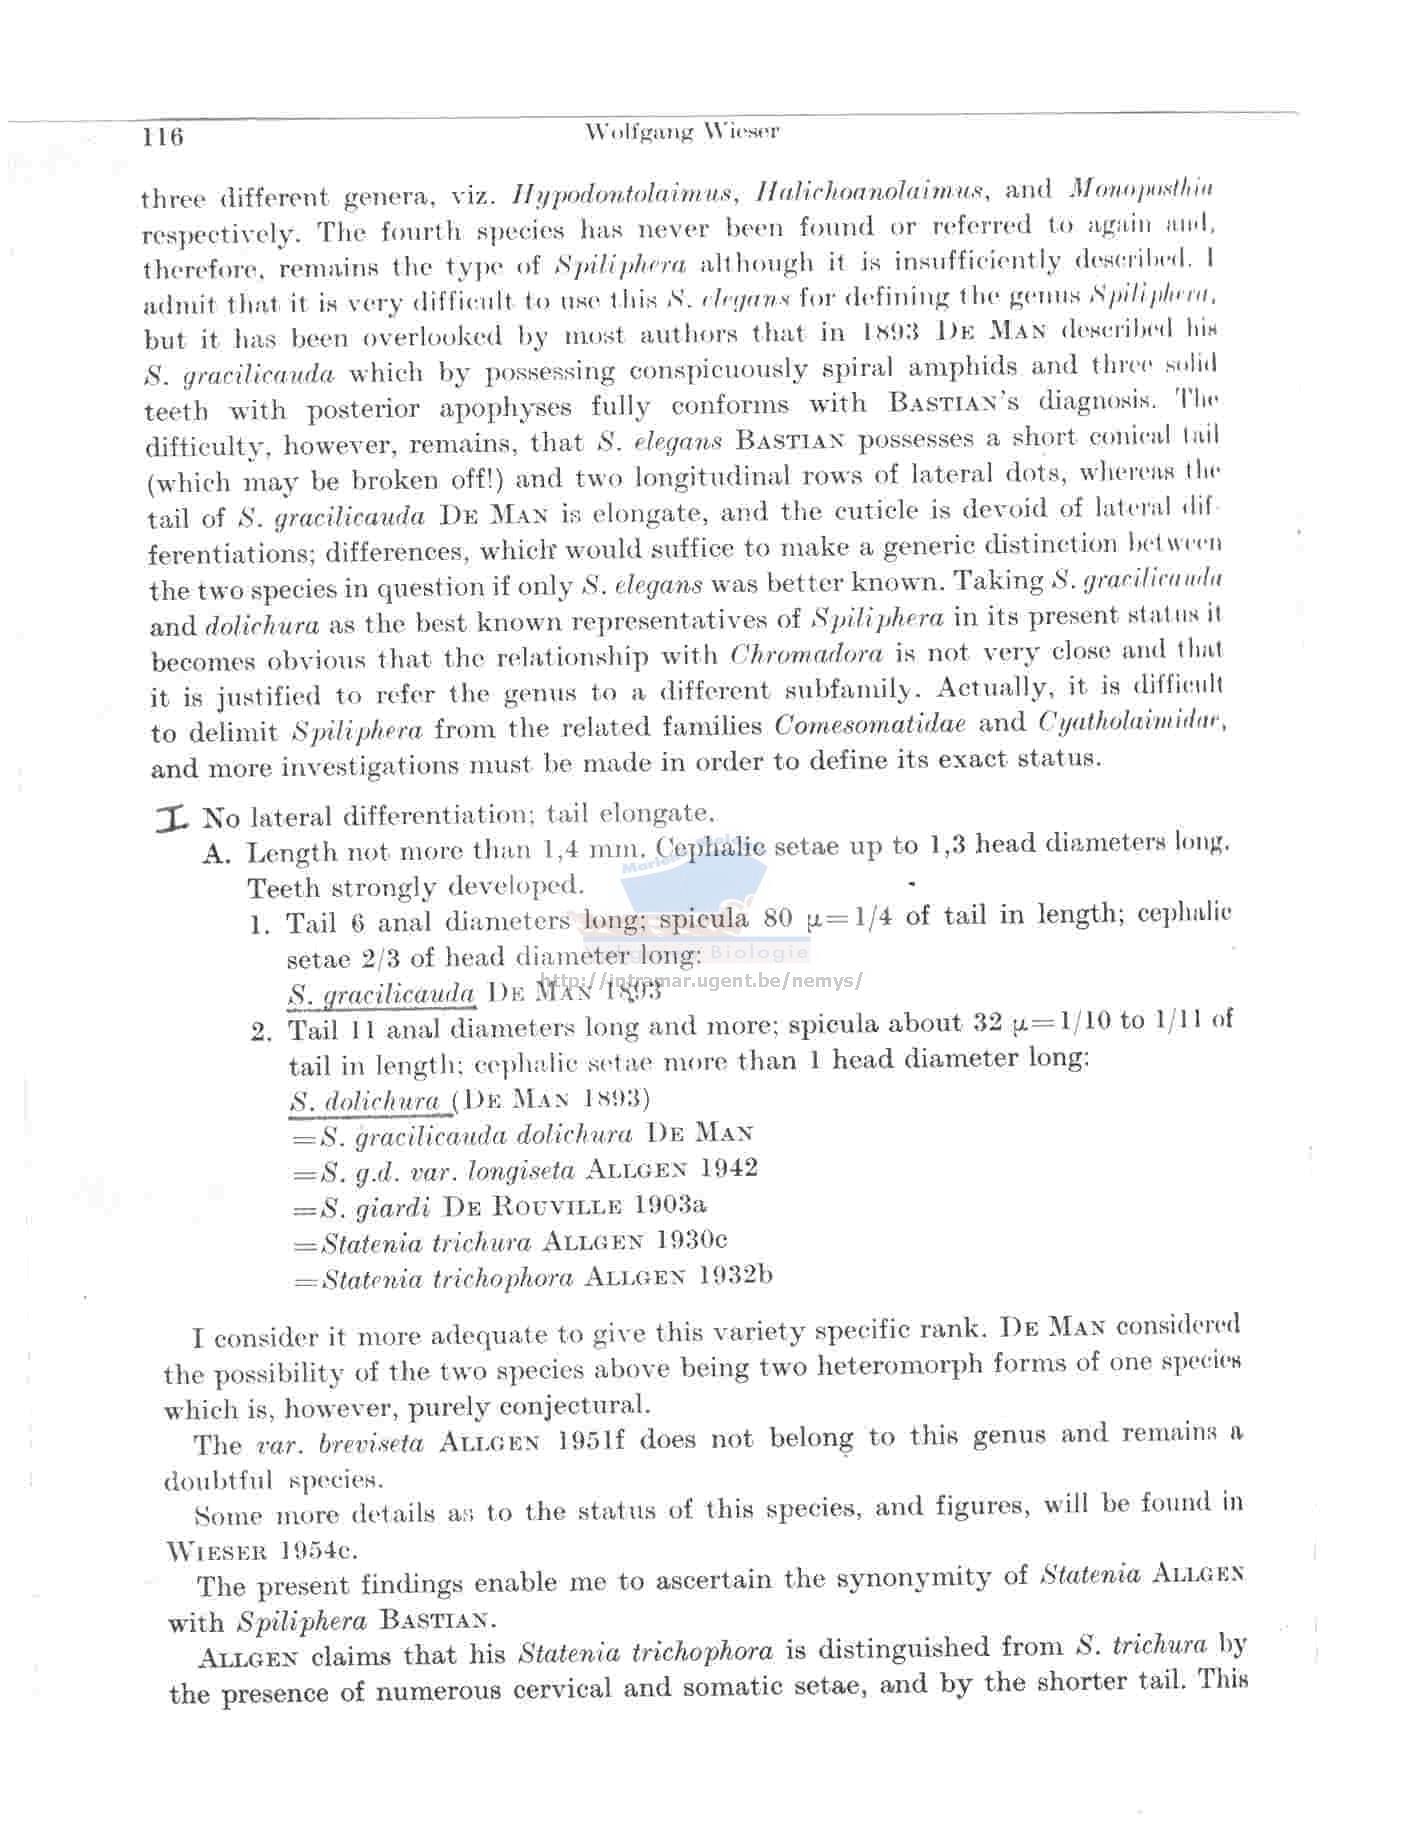 116
Wolfgang Wieser
three different genera, viz. Hypodontolaimus, Halichoanolaimus, and Monoposthia
respectively. The fourth species has never been found or referred to again and,
therefore, remains the type of Spiliphera although it is insufficiently described. I
admit that it is very difficult to use this S. elegans for defining the genus Spiliphera,
but it has been overlooked by most authors that in 1893 DE MAN described his
S. gracilicauda which by possessing conspicuously spiral amphids and three solid
teeth with posterior apophyses fully conforms with BASTIAN's diagnosis. The
difficulty, however, remains, that S. elegans BASTIAN possesses a short conical tail
(which may be broken off!) and two longitudinal rows of lateral dots, whereas the
tail of S. gracilicauda DE MAN is elongate, and the cuticle is devoid of lateral dif-
ferentiations; differences, which would suffice to make a generic distinction between
the two species in question if only S. elegans was better known. Taking S. gracilicauda
and dolichura as the best known representatives of Spiliphera in its present status it
becomes obvious that the relationship with Chromadora is not very close and that
it is justified to refer the genus to a different subfamily. Actually, it is difficult
to delimit Spiliphera from the related families Comesomatidae and Cyatholaimidae,
and more investigations must be made in order to define its exact status.
I No lateral differentiation; tail elongate.
A. Length not more than 1,4 mm. Cephalic setae up to 1,3 head diameters long.
Teeth strongly developed.
1. Tail 6 anal diameters long; spicula 80 µ=1/4 of tail in length; cephalic
setae 2/3 of head diameter long:
Biologie
http://intramar.ugent.be/nemys/
S. gracilicauda DE MAN 1893
2. Tail 11 anal diameters long and more; spicula about 32 µ=1/10 to 1/11 of
tail in length; cephalic setae more than 1 head diameter long:
S. dolichura (DE MAN 1893)
=S. gracilicauda dolichura DE MAN
=S. g.d. var. longiseta ALLGEN 1942
=S. giardi DE ROUVILLE 1903a
=Statenia trichura ALLGEN 1930c
=Statenia trichophora ALLGEN 1932b
I consider it more adequate to give this variety specific rank. DE MAN considered
the possibility of the two species above being two heteromorph forms of one species
which is, however, purely conjectural.
The var. breviseta ALLGEN 1951f does not belong to this genus and remains a
doubtful species.
Some more details as to the status of this species, and figures, will be found in
WIESER 1954c.
The present findings enable me to ascertain the synonymity of Statenia ALLGEN
with Spiliphera BASTIAN.
ALLGEN claims that his Statenia trichophora is distinguished from S. trichura by
the presence of numerous cervical and somatic setae, and by the shorter tail. This